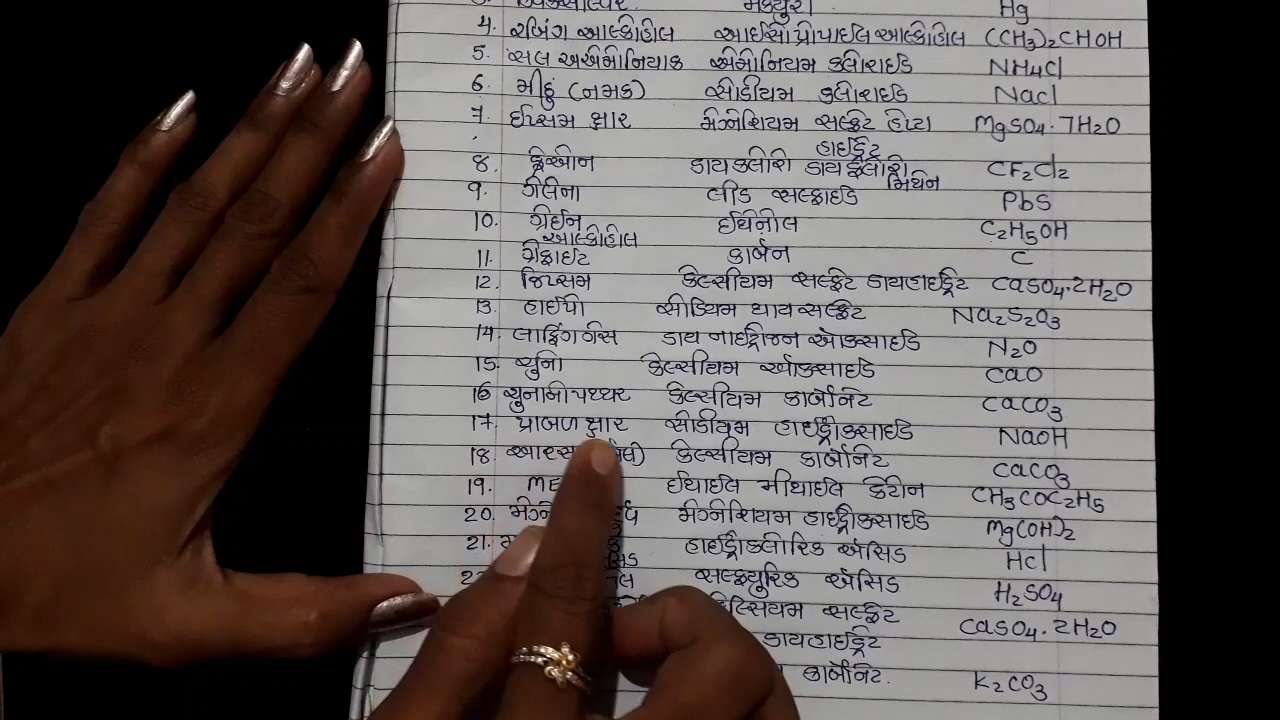 મર્ક્યુરી Hg
4. રબિંગ આલ્કોહોલ આઈસોપ્રોપાઈલ આલ્કોહોલ (CH3)2CHOH
5. સલ અએમોનિયાક એમોનિયમ ક્લોરાઈડ NH4Cl
6. મીઠું (નમક) સોડીયમ ક્લોરાઈડ Nacl
7. ઈપ્સમ ક્ષાર મેગ્નેશિયમ સલ્ફેટ હેપ્ટા MgSO4.7H2O
હાઈડ્રેટ
8. ફ્રેઓન ડાયક્લોરો ડાયફ્લોરો CF2Cl2
મિથેન
9. ગેલેના લીડ સલ્ફાઈડ PbS
10. ગ્રેઈન ઈથેનોલ C2H5OH
આલ્કોહોલ
11. ગ્રેફાઈટ કાર્બન C
12. જિપ્સમ કેલ્સીયમ સલ્ફેટ ડાયહાઈડ્રેટ CaSO4.2H2O
13. હાઈપો સોડિયમ થાયસલ્ફેટ Na2S2O3
14. લાફિંગ ગેસ ડાય નાઈટ્રોજન ઓક્સાઈડ N2O
15. ચુનો કેલ્સીયમ ઓક્સાઈડ CaO
16 ચુનાનો પથ્થર કેલ્સીયમ કાર્બોનેટ CaCO3
17. પ્રબળ ક્ષાર સોડીયમ હાઈડ્રોક્સાઈડ NaOH
18. કેલ્સીયમ કાર્બોનેટ CaCO3
19. ઈથાઈલ મીથાઈલ કેટોન CH3COC2H5
20. મેગ્નેશિયમ હાઈડ્રોક્સાઈડ Mg(OH)2
21. હાઈડ્રોક્લોરિક એસિડ HCl
સલ્ફ્યુરિક એસિડ H2SO4
સલ્ફેટ CaSO4.2H2O
ડાયહાઈડ્રેટ
કાર્બોનેટ. K2CO3